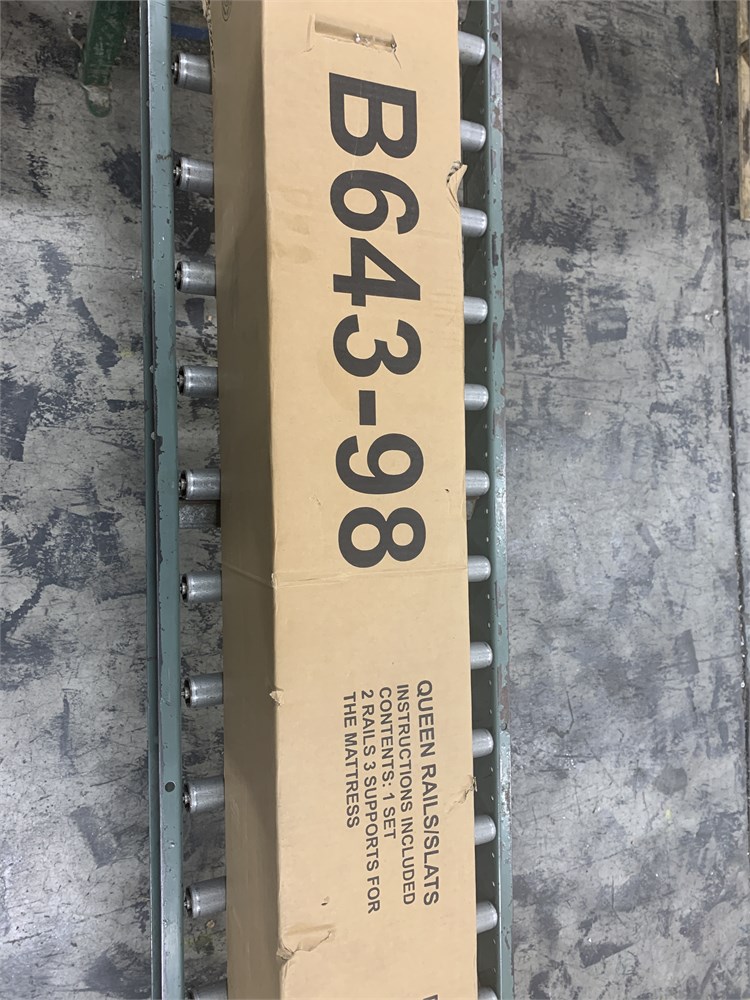 B643-98
QUEEN RAILS/SLATS
INSTRUCTIONS INCLUDED
CONTENTS: 1 SET
2 RAILS 3 SUPPORTS FOR
THE MATTRESS